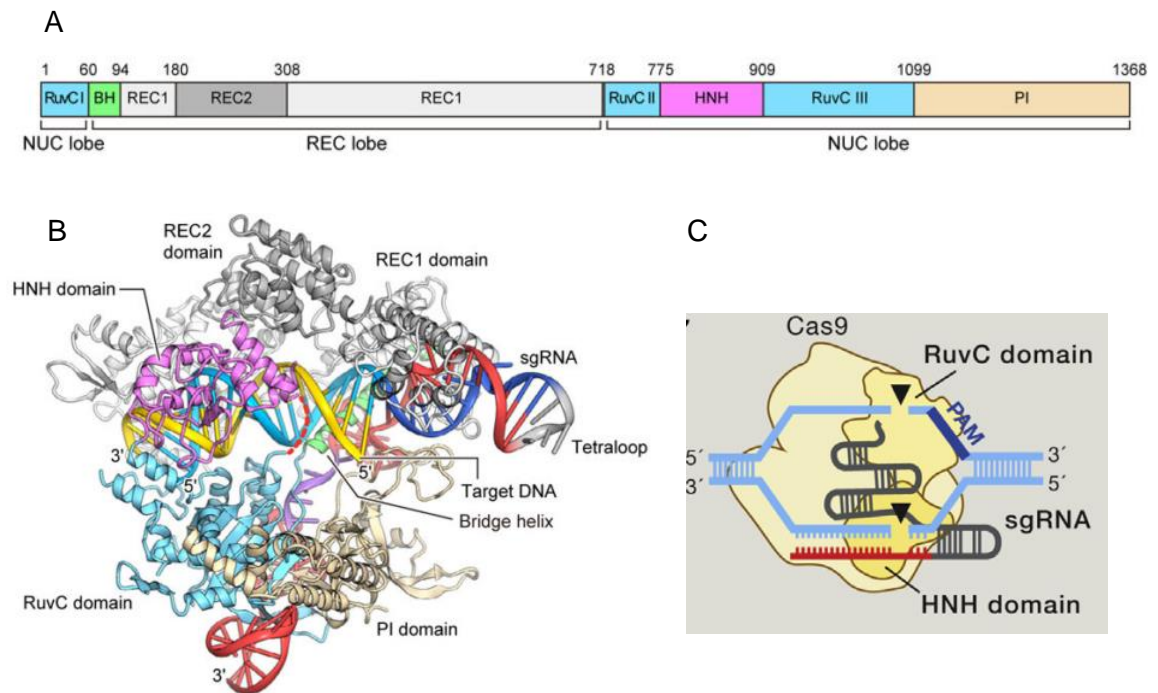 A
1 60 94 180 308 718 775 909 1099 1368
RuvC I BH REC1 REC2 REC1 RuvC II HNH RuvC III PI
NUC lobe REC lobe NUC lobe
B
REC2
domain
REC1 domain
HNH domain
sgRNA
Tetraloop
3'
5'
5'
Target DNA
Bridge helix
RuvC domain
PI domain
3'
C
Cas9
RuvC domain
PAM
5´ 3´
3´ 5´
sgRNA
HNH domain